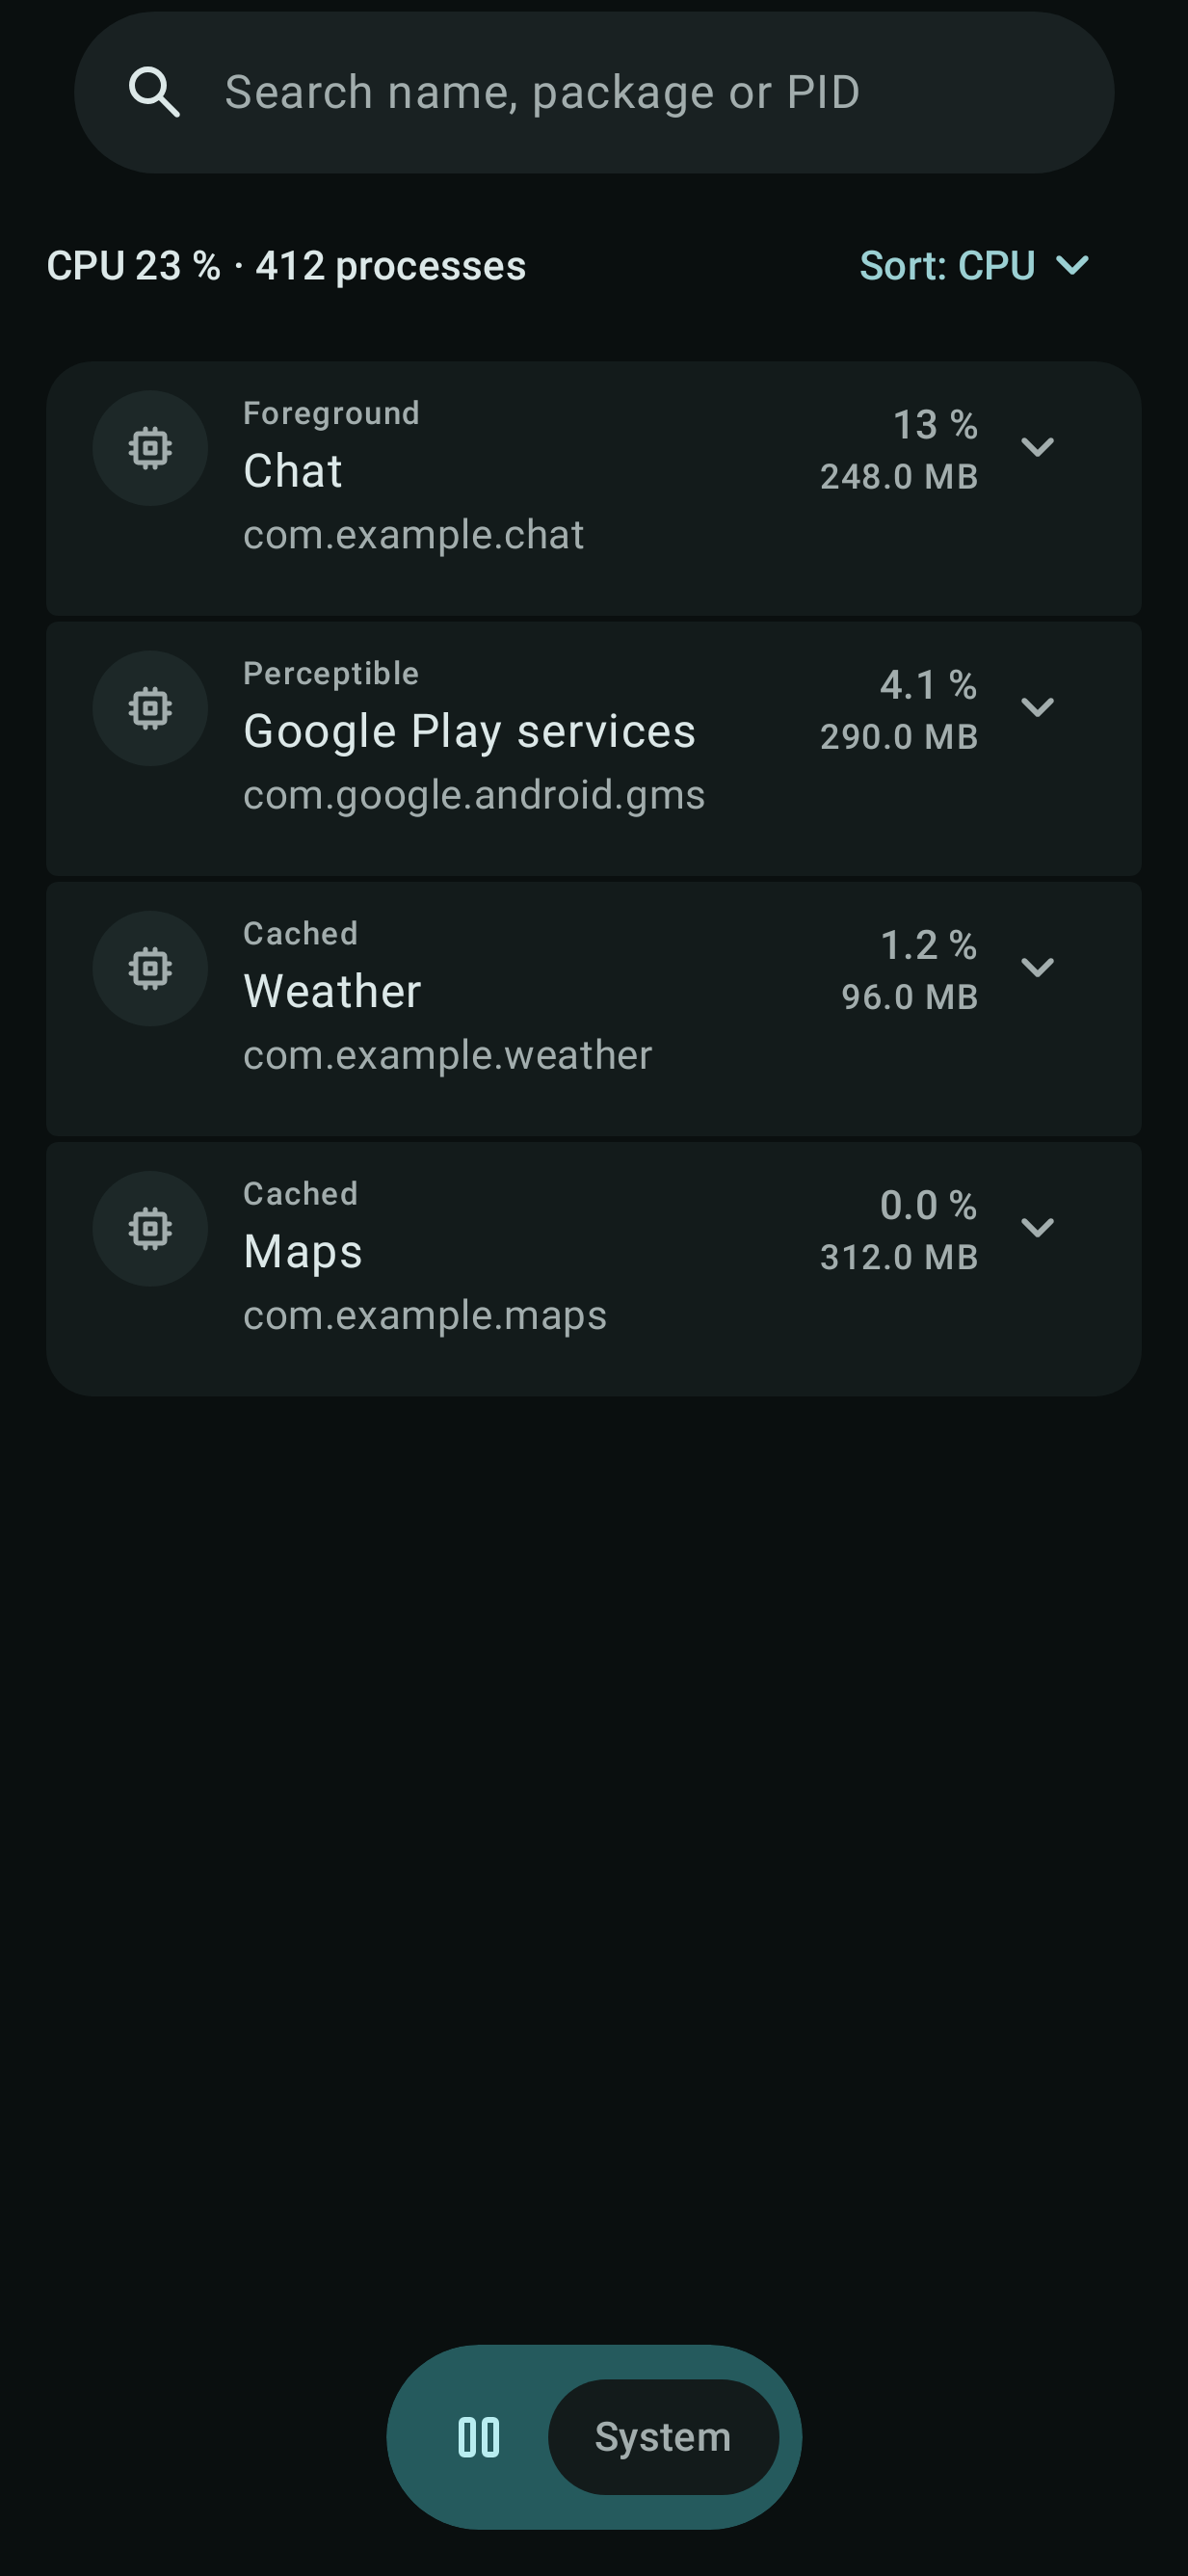 Search name, package or PID
CPU 23 % · 412 processes
Sort: CPU
Foreground
Chat
com.example.chat
13 %
248.0 MB
Perceptible
Google Play services
com.google.android.gms
4.1 %
290.0 MB
Cached
Weather
com.example.weather
1.2 %
96.0 MB
Cached
Maps
com.example.maps
0.0 %
312.0 MB
System